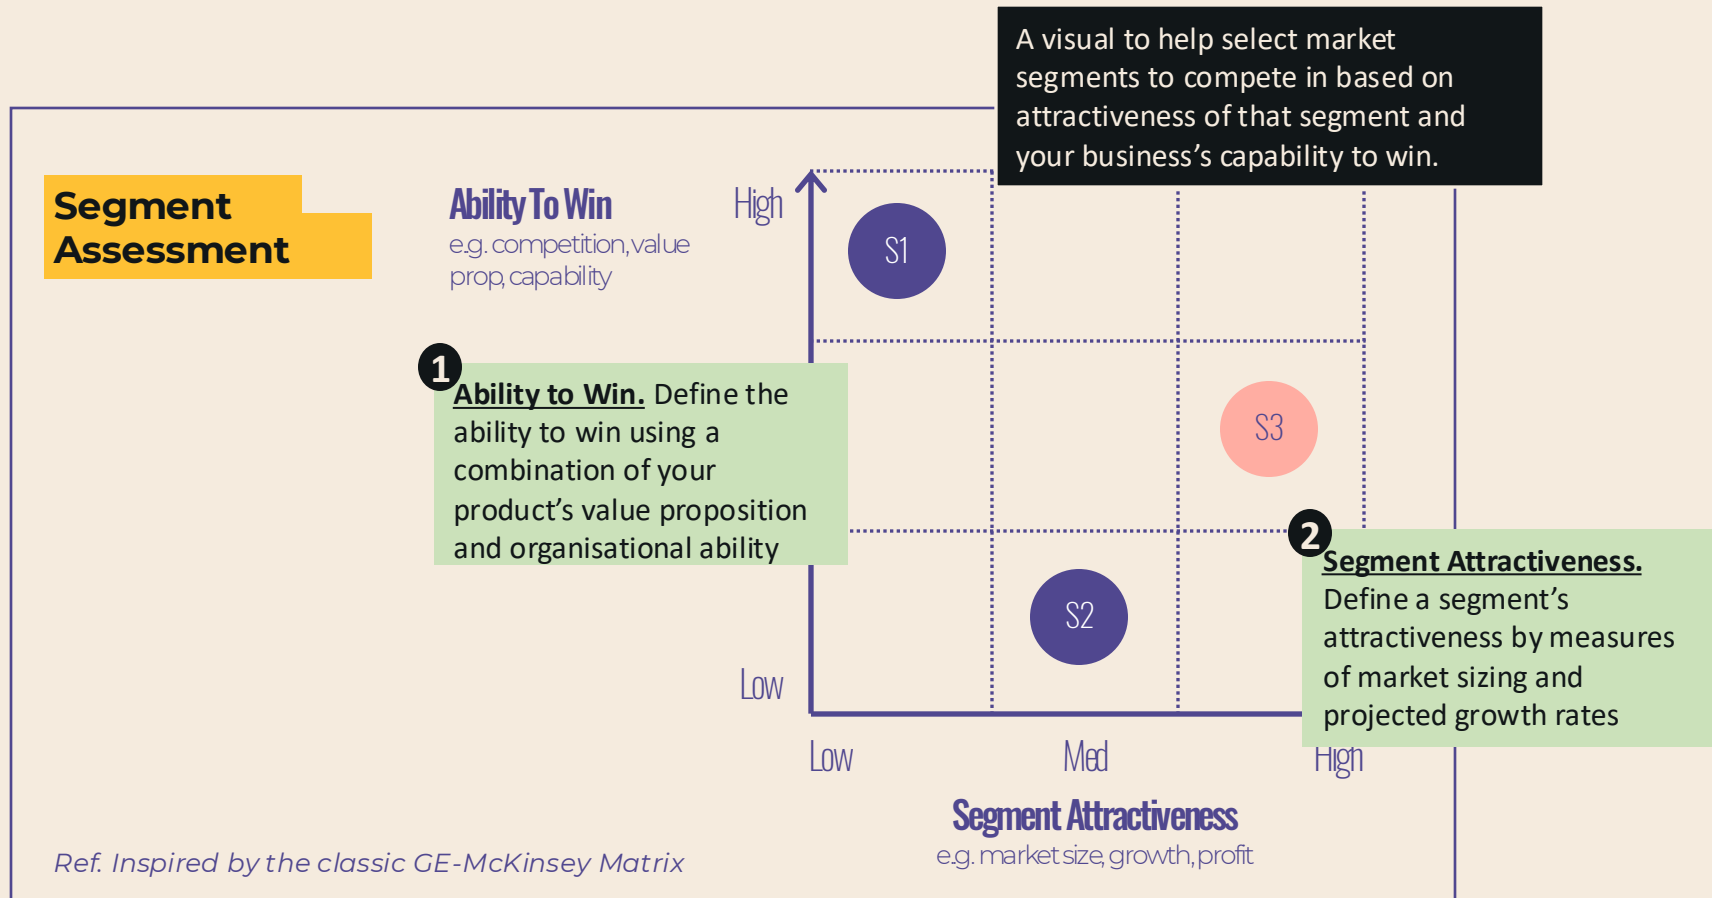 A visual to help select market
segments to compete in based on
attractiveness of that segment and
your business's capability to win.
Segment
Assessment
Ability To Win
e.g. competition, value
prop, capability
High
S1
1
Ability to Win. Define the
ability to win using a
combination of your
product's value proposition
and organisational ability
S3
2
Segment Attractiveness.
Define a segment's
attractiveness by measures
of market sizing and
projected growth rates
S2
Low
Low
Med
High
Segment Attractiveness
e.g. market size, growth, profit
Ref. Inspired by the classic GE-McKinsey Matrix